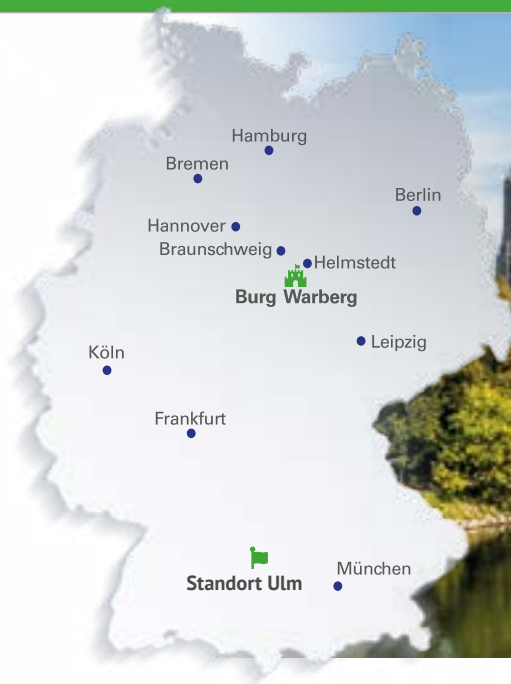 Hamburg
Bremen
Berlin
Hannover
Braunschweig
Helmstedt
Burg Warberg
Leipzig
Köln
Frankfurt
München
Standort Ulm